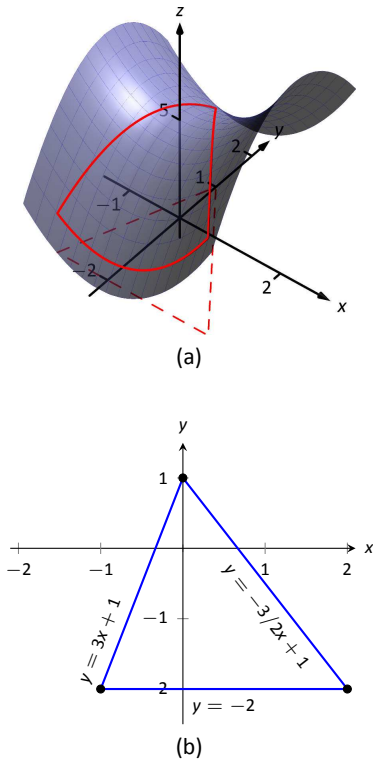 z
5
y
2
1
−1
−2
2
x
(a)
y
1
x
−2
−1
1
2
y = 3x + 1
y = −3/2x + 1
−1
2
y = −2
(b)